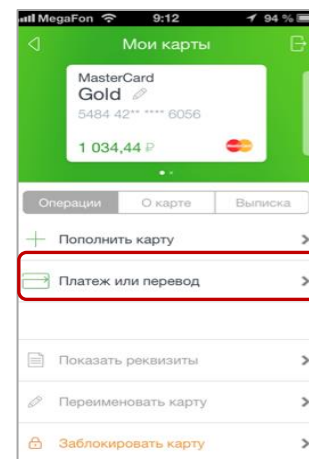 MegaFon 9:12 94 %
Мои карты
MasterCard
Gold
5484 42** **** 6056
1 034,44 ₽
MasterCard
Операции О карте Выписка
Пополнить карту
Платеж или перевод
Показать реквизиты
Переименовать карту
Заблокировать карту